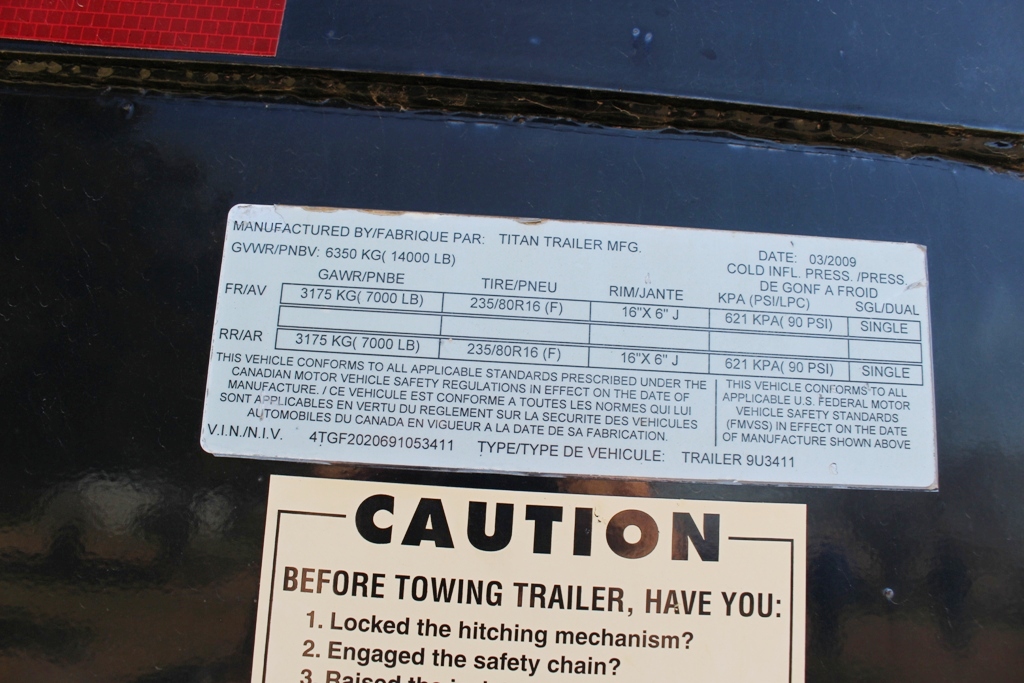 MANUFACTURED BY/FABRIQUE PAR: TITAN TRAILER MFG.
GVWR/PNBV: 6350 KG( 14000 LB)
DATE: 03/2009
COLD INFL. PRESS. /PRESS.
DE GONF A FROID
GAWR/PNBE TIRE/PNEU RIM/JANTE KPA (PSI/LPC) SGL/DUAL
FR/AV 3175 KG( 7000 LB) 235/80R16 (F) 16"X 6" J 621 KPA( 90 PSI) SINGLE
RR/AR 3175 KG( 7000 LB) 235/80R16 (F) 16"X 6" J 621 KPA( 90 PSI) SINGLE
THIS VEHICLE CONFORMS TO ALL APPLICABLE STANDARDS PRESCRIBED UNDER THE
CANADIAN MOTOR VEHICLE SAFETY REGULATIONS IN EFFECT ON THE DATE OF
MANUFACTURE. / CE VEHICULE EST CONFORME A TOUTES LES NORMES QUI LUI
SONT APPLICABLES EN VERTU DU REGLEMENT SUR LA SECURITE DES VEHICULES
AUTOMOBILES DU CANADA EN VIGUEUR A LA DATE DE SA FABRICATION.
THIS VEHICLE CONFORMS TO ALL
APPLICABLE U.S. FEDERAL MOTOR
VEHICLE SAFETY STANDARDS
(FMVSS) IN EFFECT ON THE DATE
OF MANUFACTURE SHOWN ABOVE
V.I.N./N.I.V. 4TGF2020691053411 TYPE/TYPE DE VEHICULE: TRAILER 9U3411
CAUTION
BEFORE TOWING TRAILER, HAVE YOU:
1. Locked the hitching mechanism?
2. Engaged the safety chain?
3. Raised the